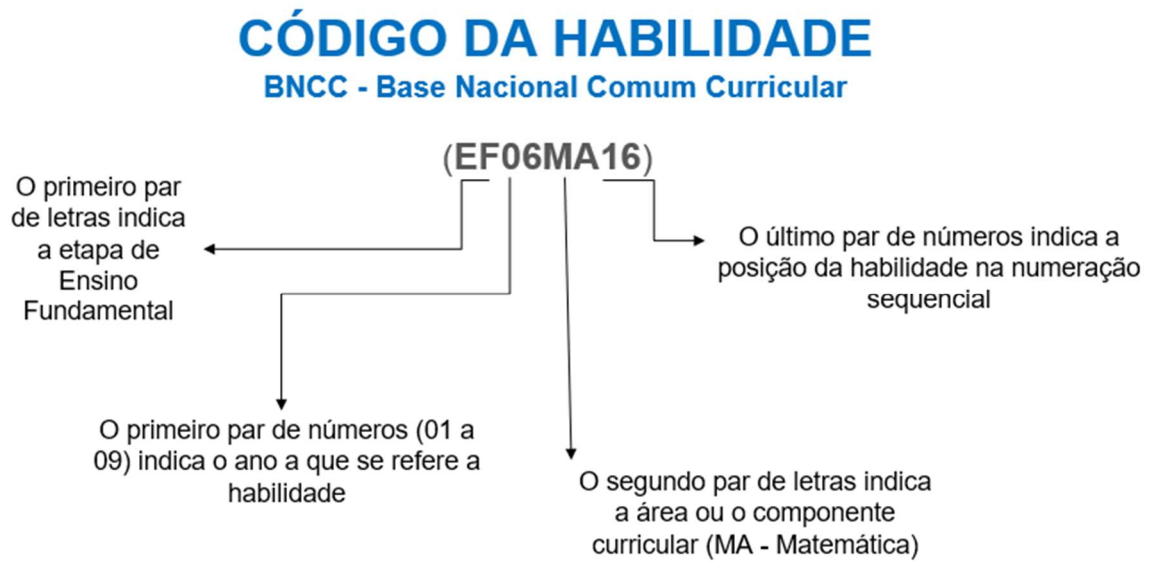 CÓDIGO DA HABILIDADE
BNCC - Base Nacional Comum Curricular
(EF06MA16)
O primeiro par
de letras indica
a etapa de
Ensino
Fundamental
O último par de números indica a
posição da habilidade na numeração
sequencial
O primeiro par de números (01 a
09) indica o ano a que se refere a
habilidade
O segundo par de letras indica
a área ou o componente
curricular (MA - Matemática)